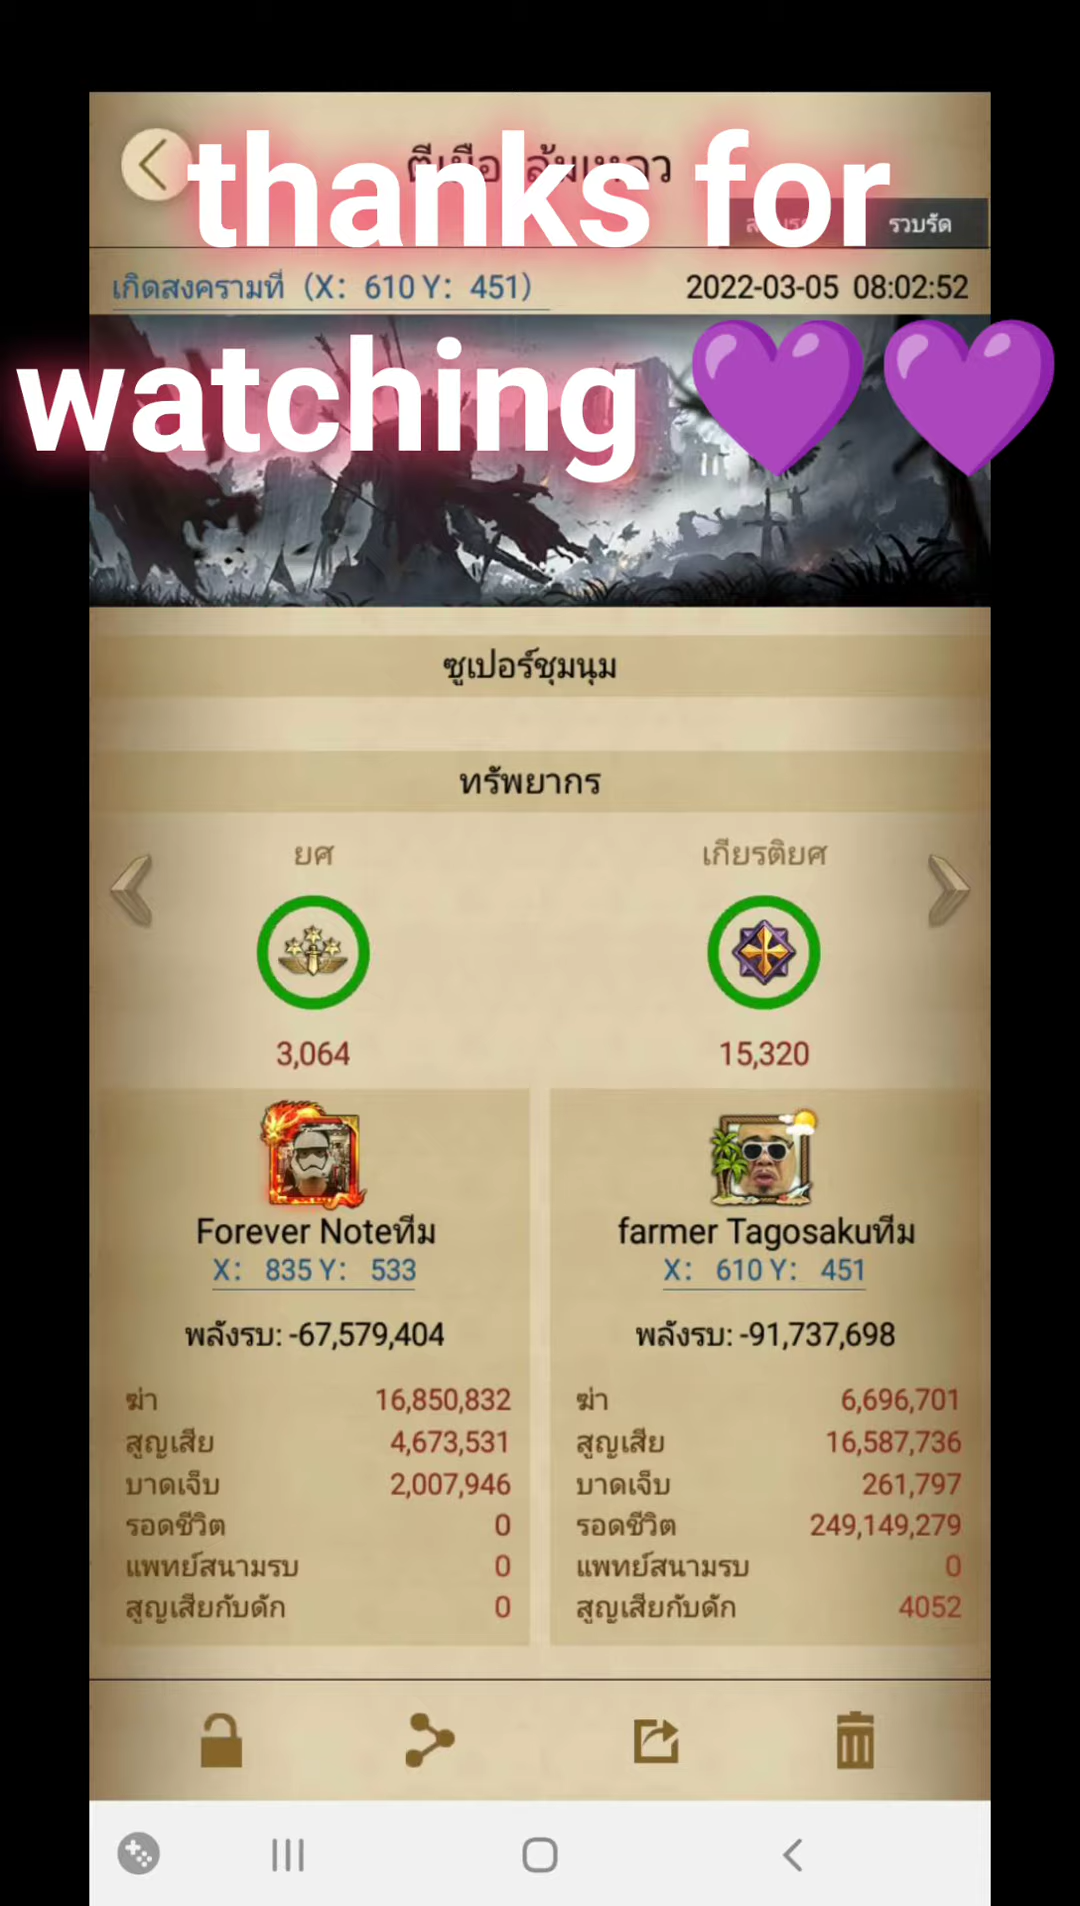 thanks for
watching 💜💜
รวบรัด
เกิดสงครามที่ (X: 610 Y: 451)
2022-03-05 08:02:52
ซูเปอร์ชุมนุม
ทรัพยากร
ยศ
เกียรติยศ
3,064
15,320
Forever Noteทีม
X: 835 Y: 533
พลังรบ: -67,579,404
ฆ่า 16,850,832
สูญเสีย 4,673,531
บาดเจ็บ 2,007,946
รอดชีวิต 0
แพทย์สนามรบ 0
สูญเสียกับดัก 0
farmer Tagosakuทีม
X: 610 Y: 451
พลังรบ: -91,737,698
ฆ่า 6,696,701
สูญเสีย 16,587,736
บาดเจ็บ 261,797
รอดชีวิต 249,149,279
แพทย์สนามรบ 0
สูญเสียกับดัก 4052